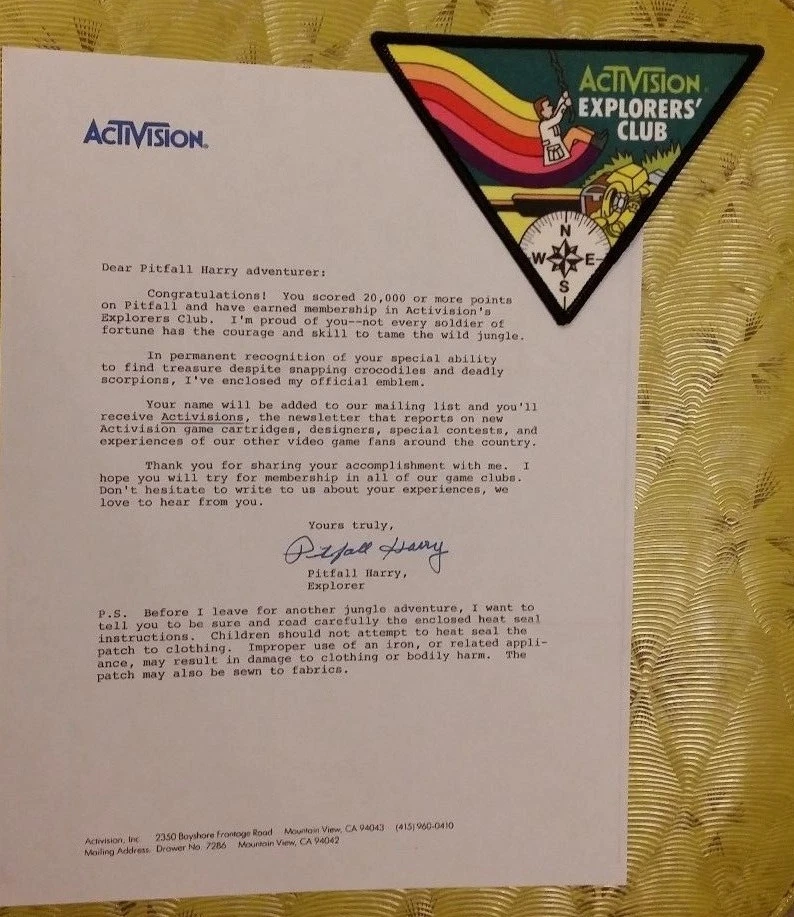 ACTIVISION®
ACTIVISION®
EXPLORERS'
CLUB
N
W E
S
Dear Pitfall Harry adventurer:
Congratulations! You scored 20,000 or more points
on Pitfall and have earned membership in Activision's
Explorers Club. I'm proud of you--not every soldier of
fortune has the courage and skill to tame the wild jungle.
In permanent recognition of your special ability
to find treasure despite snapping crocodiles and deadly
scorpions, I've enclosed my official emblem.
Your name will be added to our mailing list and you'll
receive Activisions, the newsletter that reports on new
Activision game cartridges, designers, special contests, and
experiences of our other video game fans around the country.
Thank you for sharing your accomplishment with me. I
hope you will try for membership in all of our game clubs.
Don't hesitate to write to us about your experiences, we
love to hear from you.
Yours truly,
Pitfall Harry
Pitfall Harry,
Explorer
P.S. Before I leave for another jungle adventure, I want to
tell you to be sure and read carefully the enclosed heat seal
instructions. Children should not attempt to heat seal the
patch to clothing. Improper use of an iron, or related appli-
ance, may result in damage to clothing or bodily harm. The
patch may also be sewn to fabrics.
Activision, Inc. 2350 Bayshore Frontage Road Mountain View, CA 94043 (415) 960-0410
Mailing Address: Drawer No. 7286 Mountain View, CA 94042